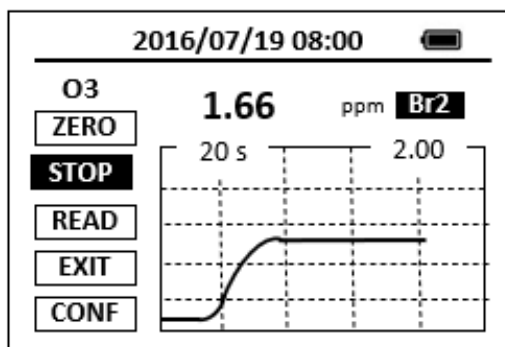 2016/07/19 08:00
O3
1.66 ppm Br2
ZERO
20 s 2.00
STOP
READ
EXIT
CONF